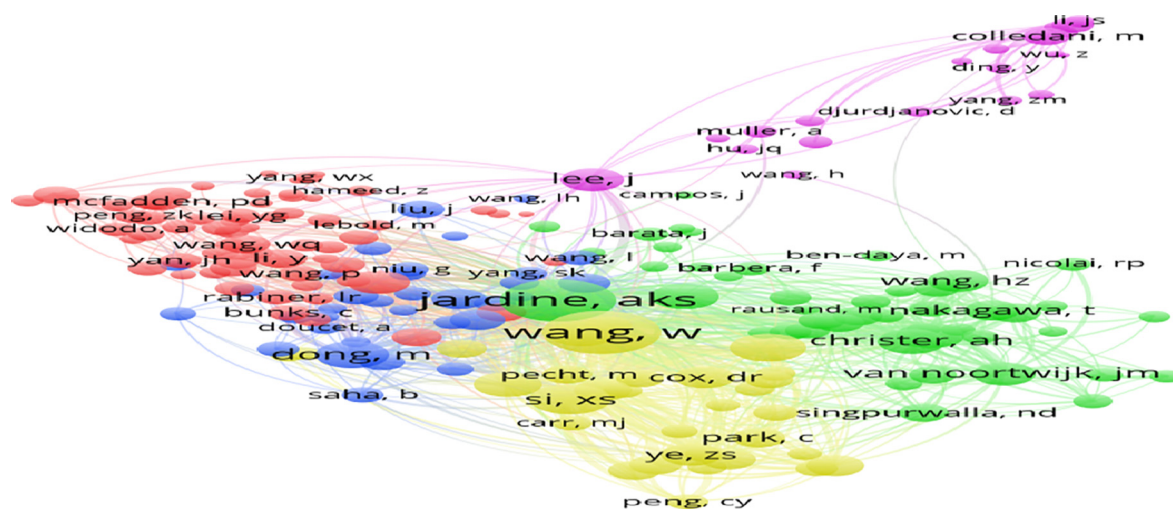 li, js
colledani, m
wu, z
ding, y
yang, zm
djurdjanovic, d
muller, a
hu, jq
wang, h
lee, j
yang, wx
hameed, z
wang, lh
campos, j
mcfadden, pd
liu, j
peng, zk
lei, yg
widodo, a
lebold, m
barata, j
wang, wq
yan, jh
li, y
wang, l
ben-daya, m
nicolai, rp
wang, p
niu, g
yang, sk
barbera, f
wang, hz
rabiner, lr
jardine, aks
bunks, c
rausand, m
nakagawa, t
doucet, a
wang, w
christer, ah
dong, m
pecht, m
cox, dr
van noortwijk, jm
saha, b
si, xs
singpurwalla, nd
carr, mj
park, c
ye, zs
peng, cy